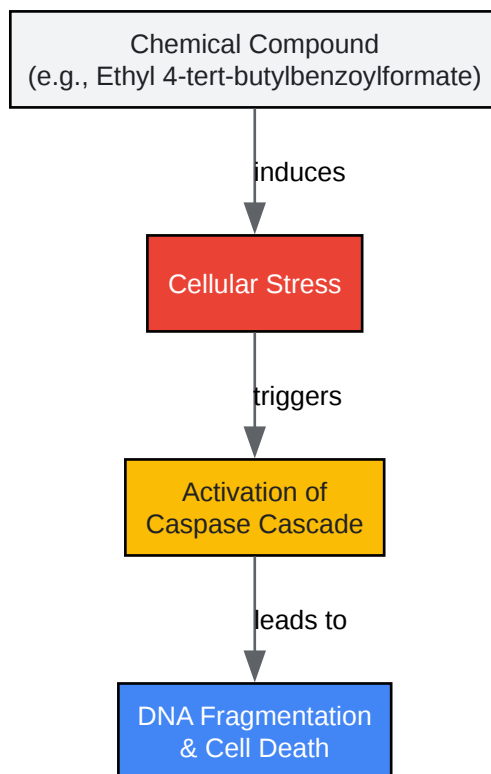 Chemical Compound
(e.g., Ethyl 4-tert-butylbenzoylformate)
induces
Cellular Stress
triggers
Activation of
Caspase Cascade
leads to
DNA Fragmentation
& Cell Death